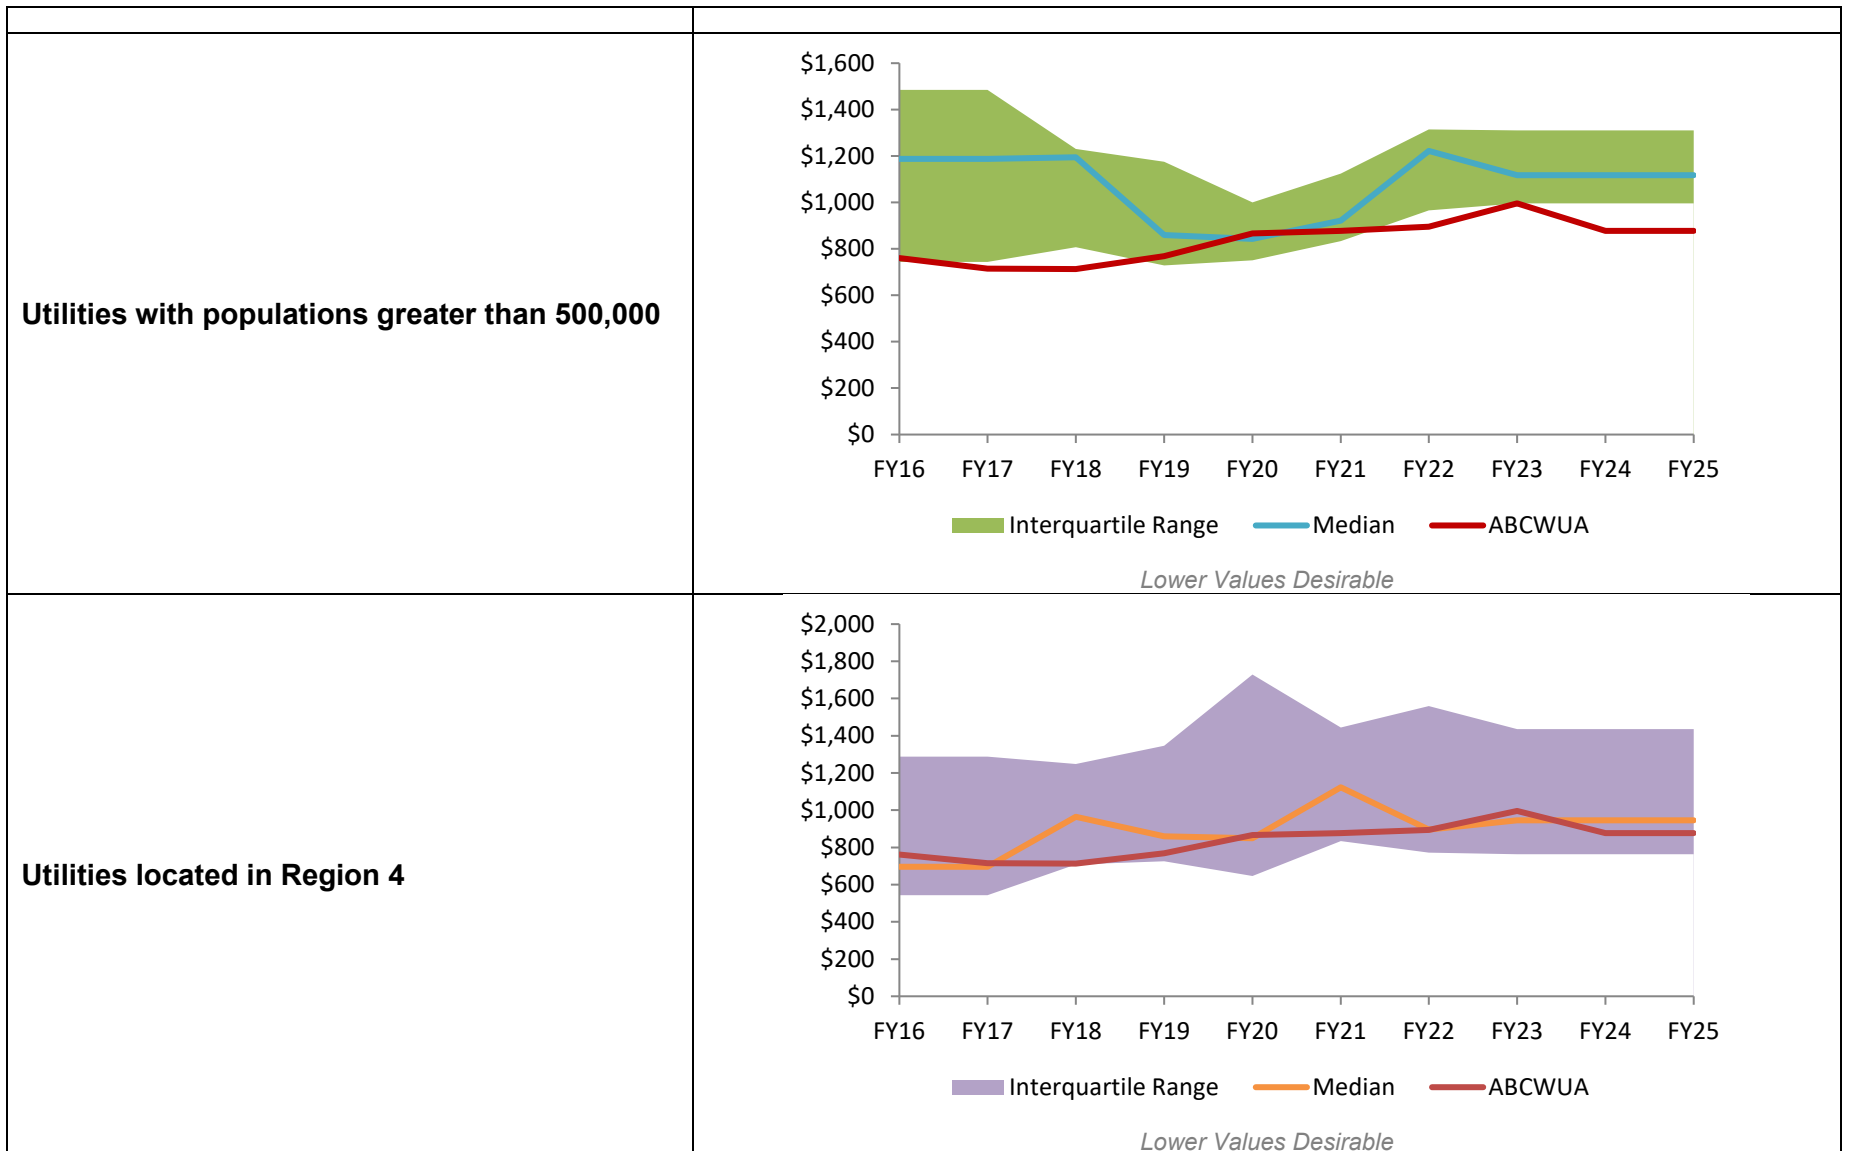 $1,600
$1,400
$1,200
$1,000
$800
$600
$400
$200
$0
Utilities with populations greater than 500,000
FY16 FY17 FY18 FY19 FY20 FY21 FY22 FY23 FY24 FY25
Interquartile Range Median ABCWUA
Lower Values Desirable
$2,000
$1,800
$1,600
$1,400
$1,200
$1,000
$800
$600
$400
$200
$0
Utilities located in Region 4
FY16 FY17 FY18 FY19 FY20 FY21 FY22 FY23 FY24 FY25
Interquartile Range Median ABCWUA
Lower Values Desirable